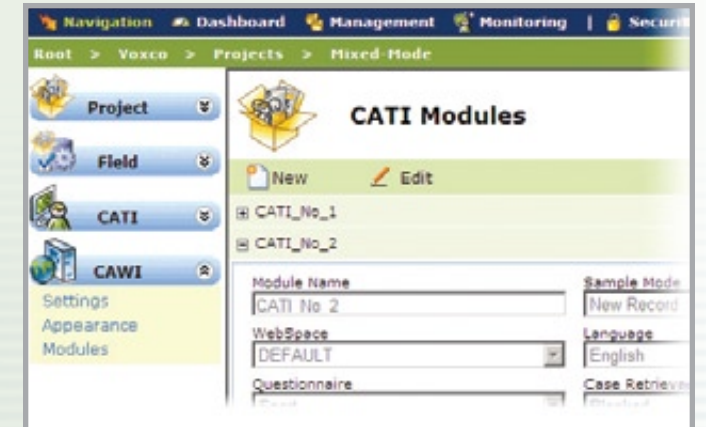 Navigation Dashboard Management Monitoring |
Root > Voxco > Projects > Mixed-Mode
Project
Field
CATI
CAWI
Settings
Appearance
Modules
CATI Modules
New Edit
CATI_No_1
CATI_No_2
Module Name Sample Mode
CATI No 2 New Record
WebSpace Language
DEFAULT English
Questionnaire Case